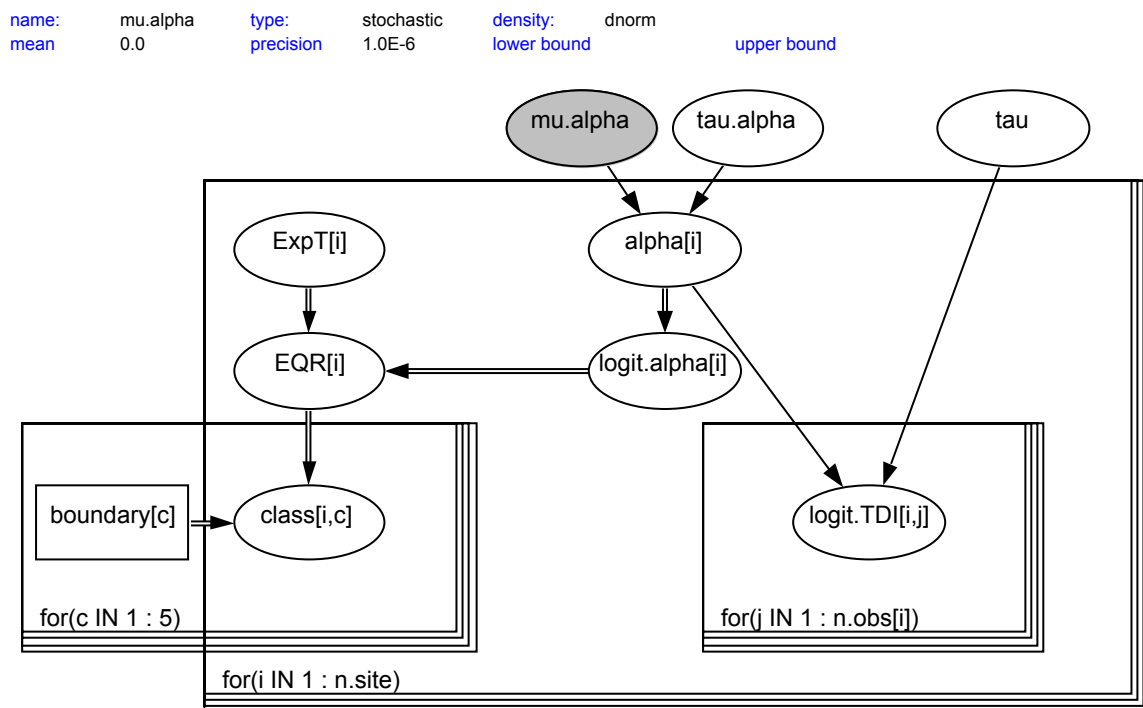 name: mu.alpha type: stochastic density: dnorm
mean 0.0 precision 1.0E-6 lower bound upper bound
mu.alpha tau.alpha tau
ExpT[i] alpha[i]
EQR[i] logit.alpha[i]
boundary[c] class[i,c] logit.TDI[i,j]
for(c IN 1 : 5) for(j IN 1 : n.obs[i])
for(i IN 1 : n.site)